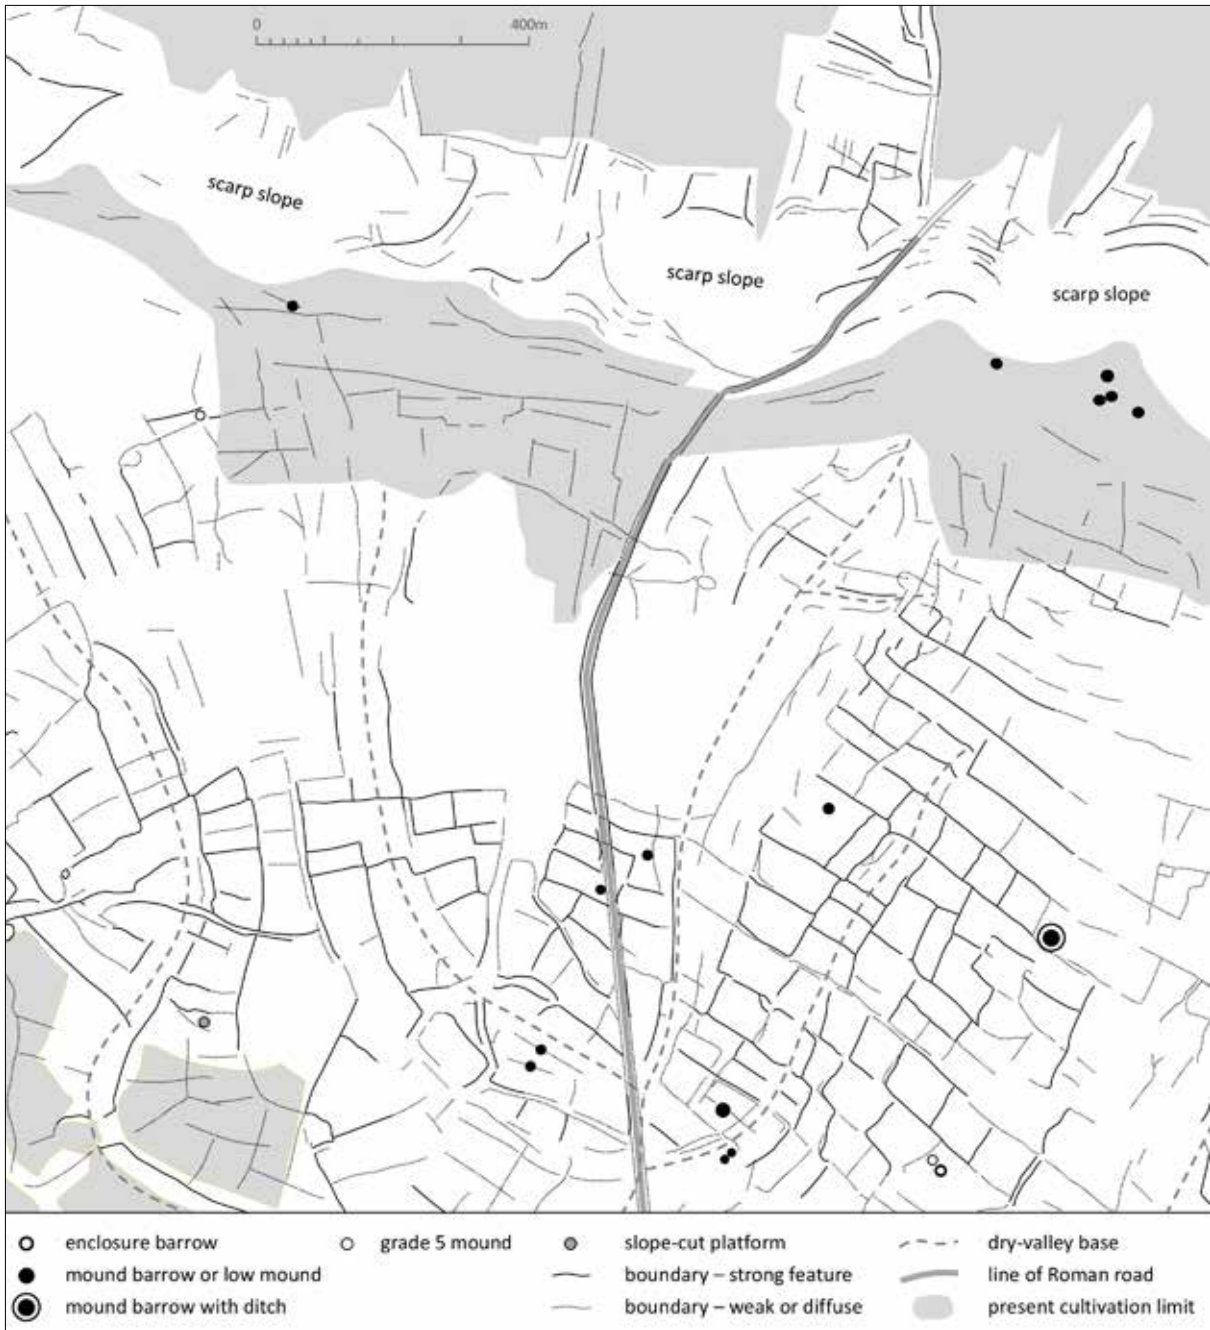 0 400m
scarp slope
scarp slope
scarp slope
enclosure barrow
grade 5 mound
slope-cut platform
dry-valley base
mound barrow or low mound
boundary – strong feature
line of Roman road
mound barrow with ditch
boundary – weak or diffuse
present cultivation limit